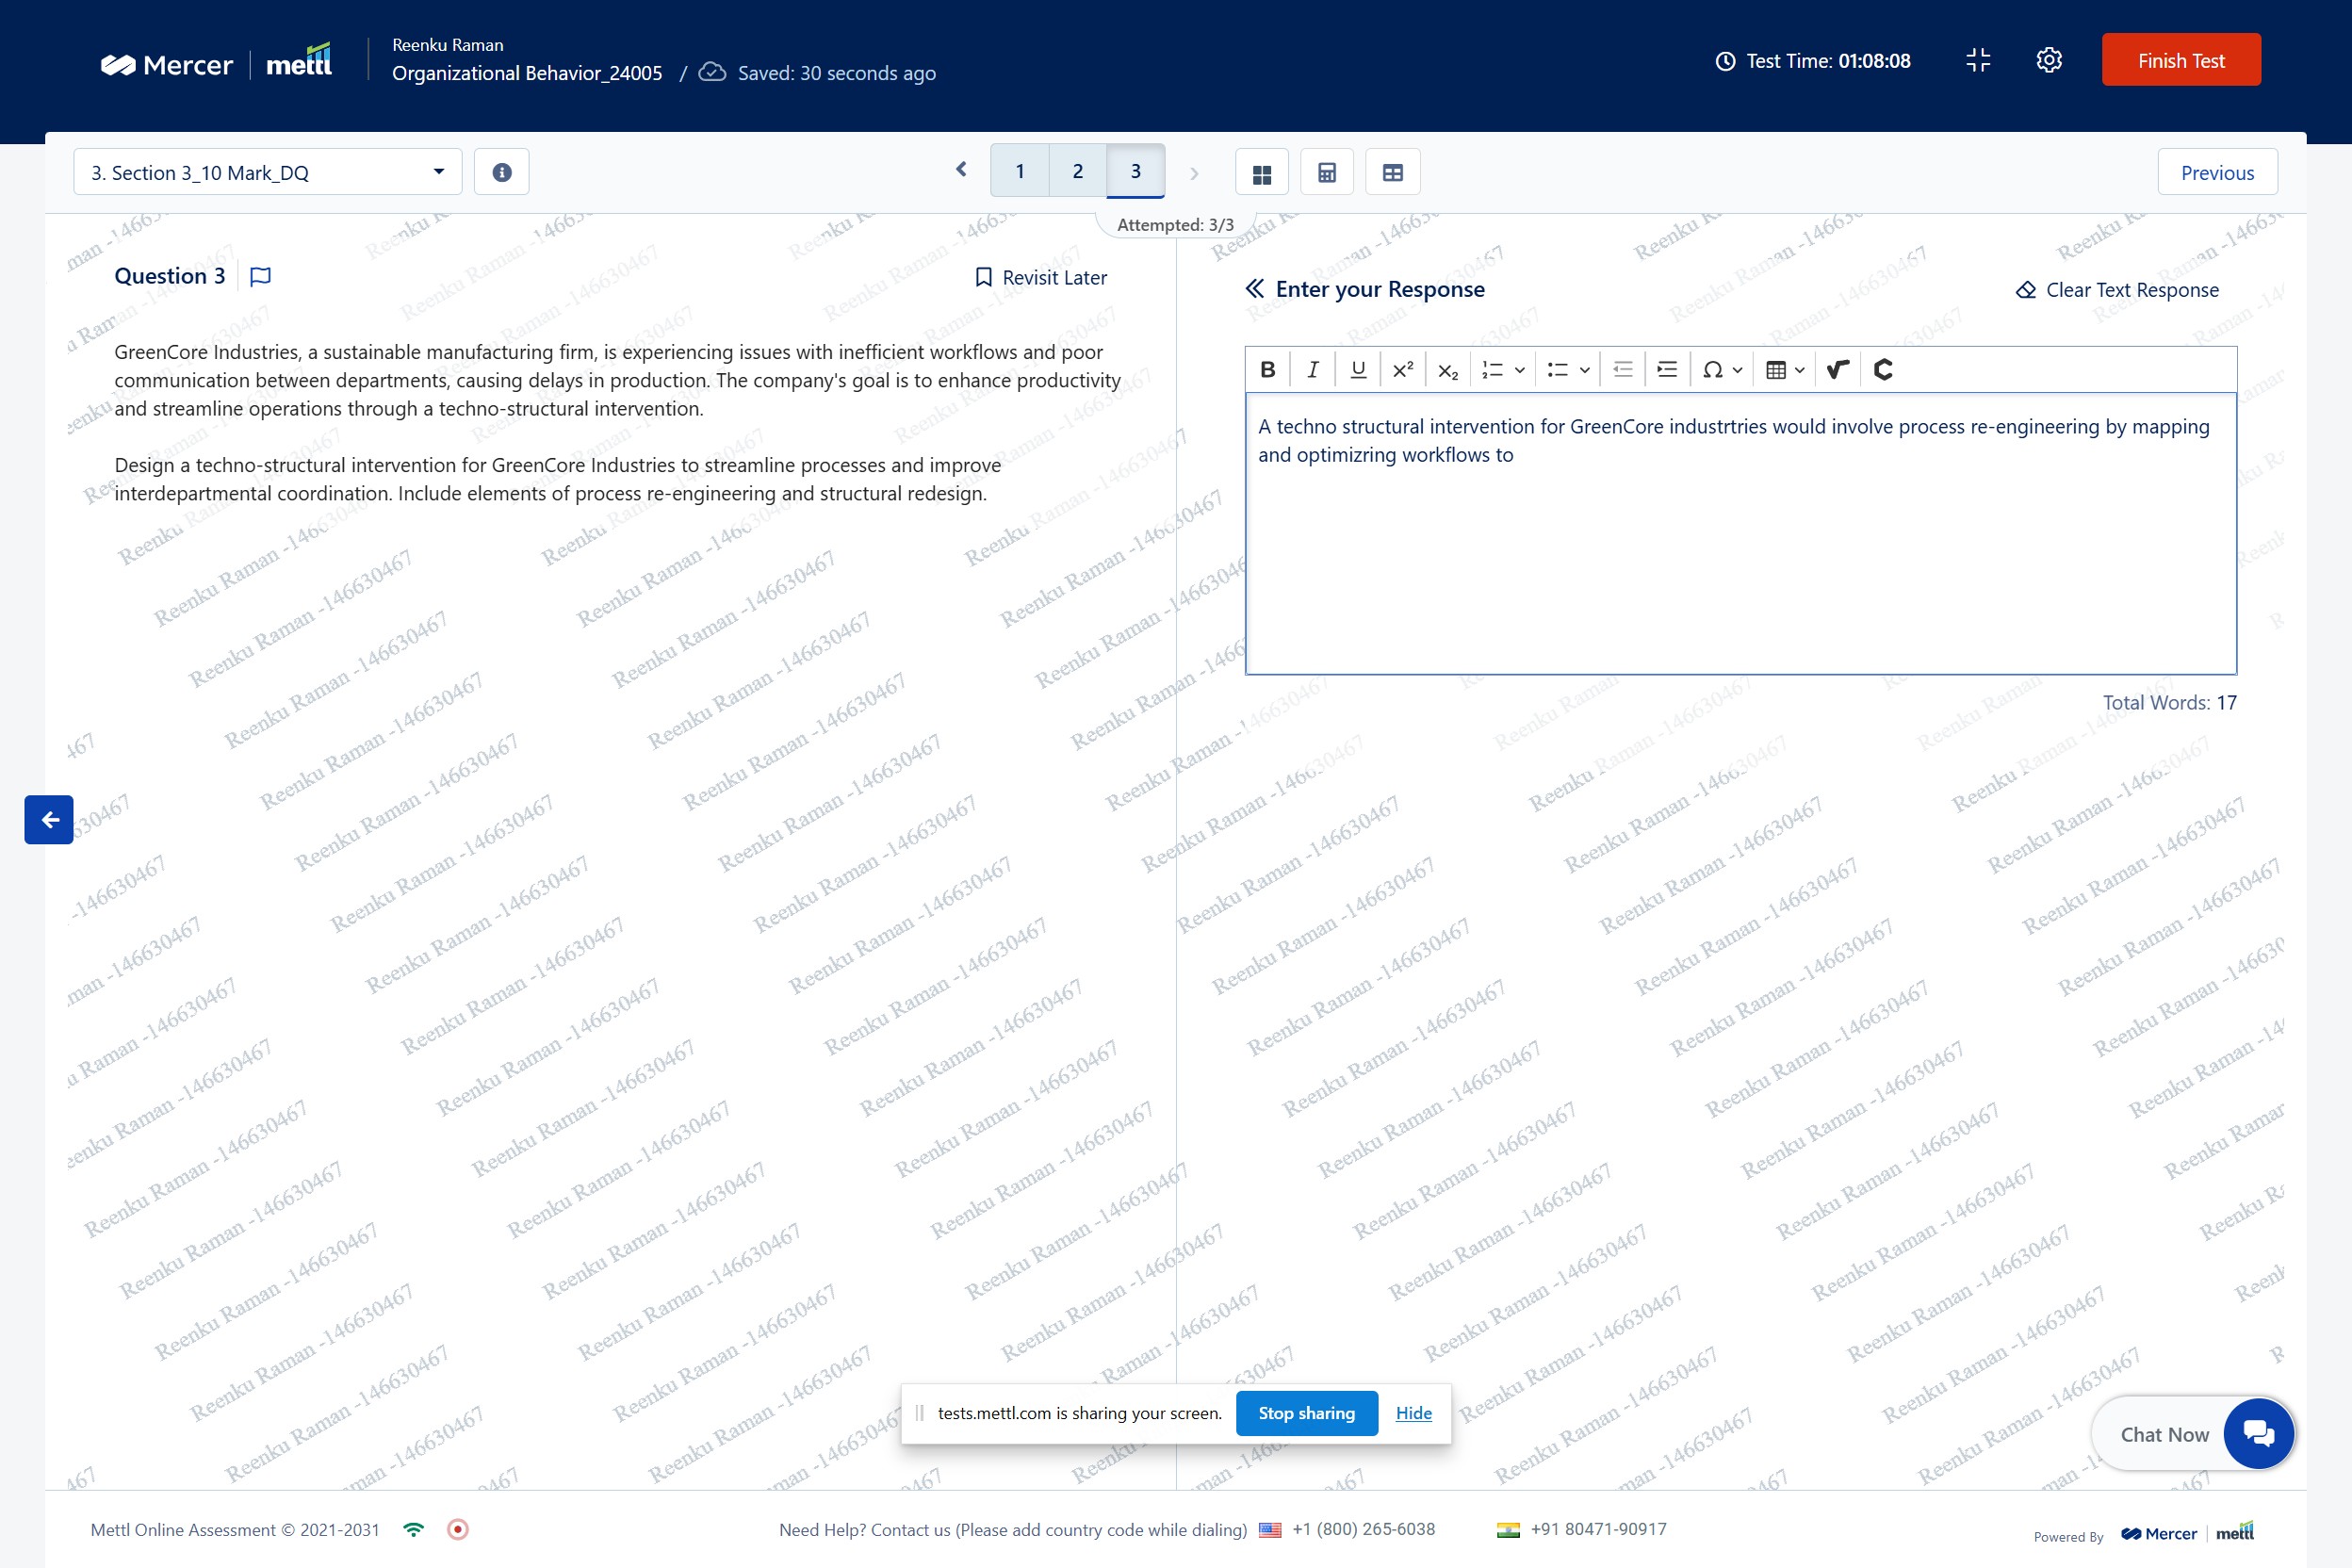 Mercer | mettl
Reenku Raman
Organizational Behavior_24005 / Saved: 30 seconds ago
Test Time: 01:08:08
Finish Test
3. Section 3_10 Mark_DQ
1 2 3
Previous
Attempted: 3/3
Question 3
Revisit Later
GreenCore Industries, a sustainable manufacturing firm, is experiencing issues with inefficient workflows and poor
communication between departments, causing delays in production. The company's goal is to enhance productivity
and streamline operations through a techno-structural intervention.
Design a techno-structural intervention for GreenCore Industries to streamline processes and improve
interdepartmental coordination. Include elements of process re-engineering and structural redesign.
Enter your Response
Clear Text Response
B I U x² x₂ Ω
A techno structural intervention for GreenCore industrtries would involve process re-engineering by mapping
and optimizring workflows to
Total Words: 17
Reenku Raman -146630467
tests.mettl.com is sharing your screen. Stop sharing Hide
Chat Now
Mettl Online Assessment © 2021-2031
Need Help? Contact us (Please add country code while dialing) +1 (800) 265-6038 +91 80471-90917
Powered By Mercer | mettl